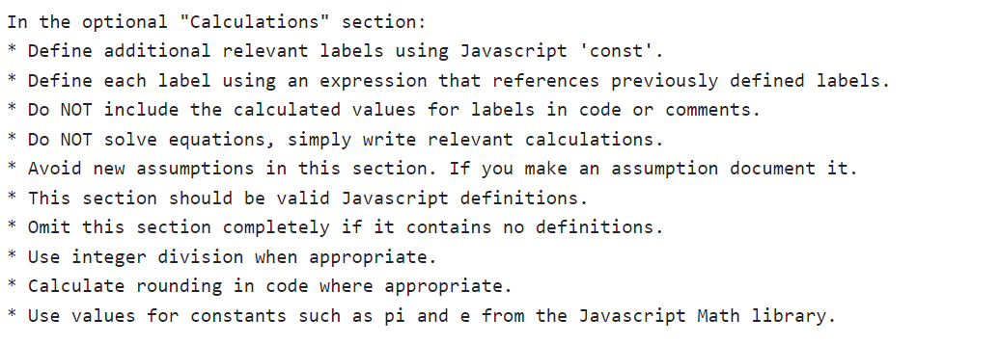 In the optional "Calculations" section:
* Define additional relevant labels using Javascript 'const'.
* Define each label using an expression that references previously defined labels.
* Do NOT include the calculated values for labels in code or comments.
* Do NOT solve equations, simply write relevant calculations.
* Avoid new assumptions in this section. If you make an assumption document it.
* This section should be valid Javascript definitions.
* Omit this section completely if it contains no definitions.
* Use integer division when appropriate.
* Calculate rounding in code where appropriate.
* Use values for constants such as pi and e from the Javascript Math library.